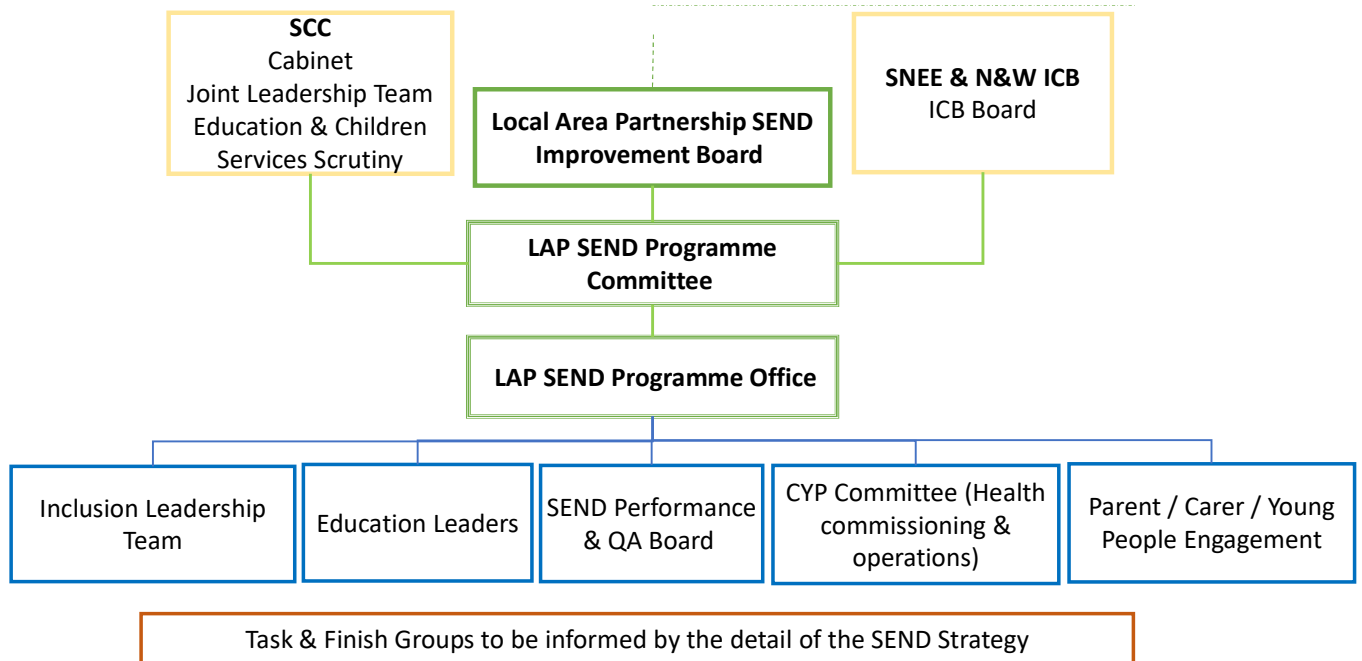 SCC
Cabinet
Joint Leadership Team
Education & Children
Services Scrutiny
Local Area Partnership SEND
Improvement Board
SNEE & N&W ICB
ICB Board
LAP SEND Programme
Committee
LAP SEND Programme Office
Inclusion Leadership
Team
Education Leaders
SEND Performance
& QA Board
CYP Committee (Health
commissioning &
operations)
Parent / Carer / Young
People Engagement
Task & Finish Groups to be informed by the detail of the SEND Strategy